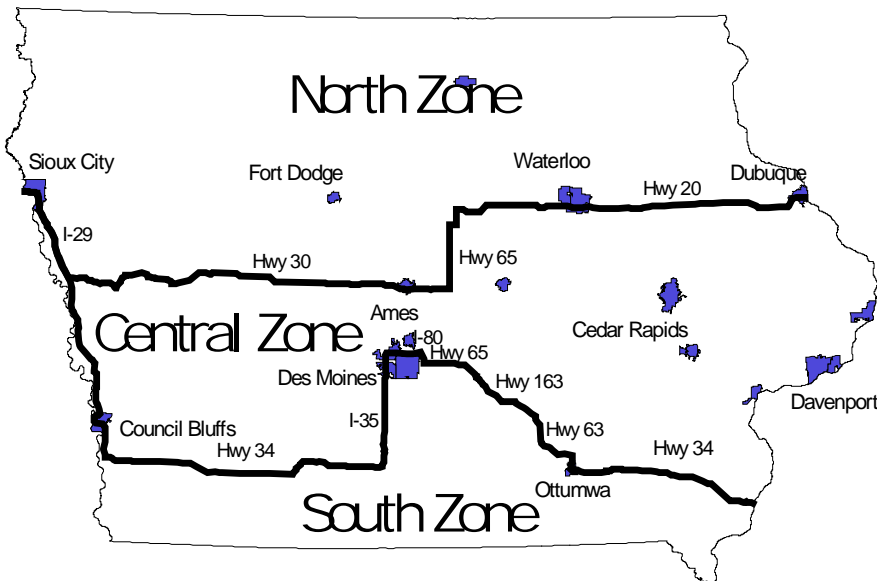 North Zone
Sioux City
Fort Dodge
Waterloo
Dubuque
Hwy 20
I-29
Hwy 30
Hwy 65
Ames
Central Zone
I-80
Hwy 65
Cedar Rapids
Des Moines
Hwy 163
Davenport
I-35
Council Bluffs
Hwy 63
Hwy 34
Hwy 34
Ottumwa
South Zone